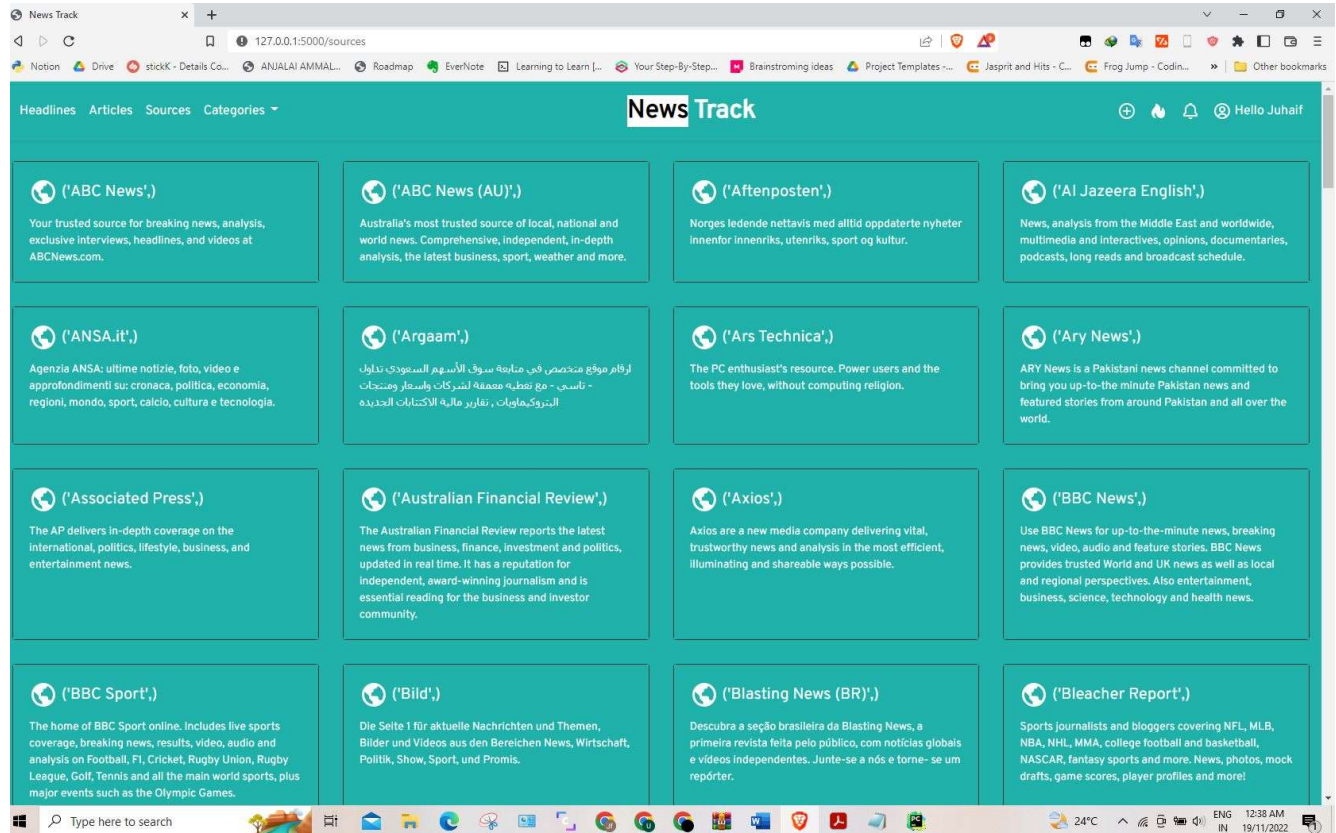 News Track
127.0.0.1:5000/sources
Notion Drive stickK - Details Co... ANJALAI AMMAL... Roadmap EverNote Learning to Learn [... Your Step-By-Step... Brainstroming ideas Project Templates -... Jasprit and Hits - C... Frog Jump - Codin... » Other bookmarks
Headlines Articles Sources Categories
News Track
Hello Juhaif
('ABC News',)
Your trusted source for breaking news, analysis,
exclusive interviews, headlines, and videos at
ABCNews.com.
('ABC News (AU)',)
Australia's most trusted source of local, national and
world news. Comprehensive, independent, in-depth
analysis, the latest business, sport, weather and more.
('Aftenposten',)
Norges ledende nettavis med alltid oppdaterte nyheter
innenfor innenriks, utenriks, sport og kultur.
('Al Jazeera English',)
News, analysis from the Middle East and worldwide,
multimedia and interactives, opinions, documentaries,
podcasts, long reads and broadcast schedule.
('ANSA.it',)
Agenzia ANSA: ultime notizie, foto, video e
approfondimenti su: cronaca, politica, economia,
regioni, mondo, sport, calcio, cultura e tecnologia.
('Argaam',)
ارقام موقع متخصص في متابعة سوق الأسهم السعودي تداول
- تاسي - مع تغطيه معمقة لشركات واسعار ومنتجات
البتروكيماويات , تقارير مالية الاكتتابات الجديده
('Ars Technica',)
The PC enthusiast's resource. Power users and the
tools they love, without computing religion.
('Ary News',)
ARY News is a Pakistani news channel committed to
bring you up-to-the minute Pakistan news and
featured stories from around Pakistan and all over the
world.
('Associated Press',)
The AP delivers in-depth coverage on the
international, politics, lifestyle, business, and
entertainment news.
('Australian Financial Review',)
The Australian Financial Review reports the latest
news from business, finance, investment and politics,
updated in real time. It has a reputation for
independent, award-winning journalism and is
essential reading for the business and investor
community.
('Axios',)
Axios are a new media company delivering vital,
trustworthy news and analysis in the most efficient,
illuminating and shareable ways possible.
('BBC News',)
Use BBC News for up-to-the-minute news, breaking
news, video, audio and feature stories. BBC News
provides trusted World and UK news as well as local
and regional perspectives. Also entertainment,
business, science, technology and health news.
('BBC Sport',)
The home of BBC Sport online. Includes live sports
coverage, breaking news, results, video, audio and
analysis on Football, F1, Cricket, Rugby Union, Rugby
League, Golf, Tennis and all the main world sports, plus
major events such as the Olympic Games.
('Bild',)
Die Seite 1 für aktuelle Nachrichten und Themen,
Bilder und Videos aus den Bereichen News, Wirtschaft,
Politik, Show, Sport, und Promis.
('Blasting News (BR)',)
Descubra a seção brasileira da Blasting News, a
primeira revista feita pelo público, com notícias globais
e vídeos independentes. Junte-se a nós e torne- se um
repórter.
('Bleacher Report',)
Sports journalists and bloggers covering NFL, MLB,
NBA, NHL, MMA, college football and basketball,
NASCAR, fantasy sports and more. News, photos, mock
drafts, game scores, player profiles and more!
Type here to search
24°C
ENG
IN
12:38 AM
19/11/2022